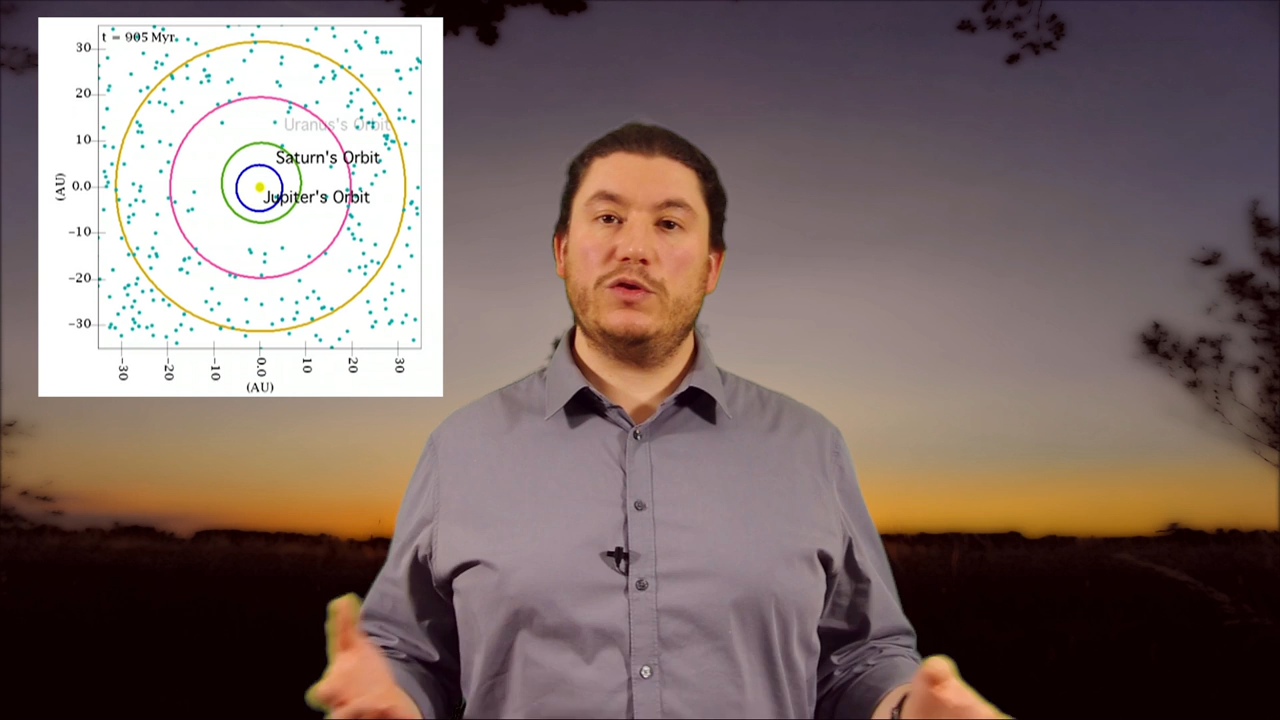 t = 905 Myr
30
20
10
0.0
−10
−20
−30
(AU)
Uranus's Orbit
Saturn's Orbit
Jupiter's Orbit
−30
−20
−10
0.0
10
20
30
(AU)